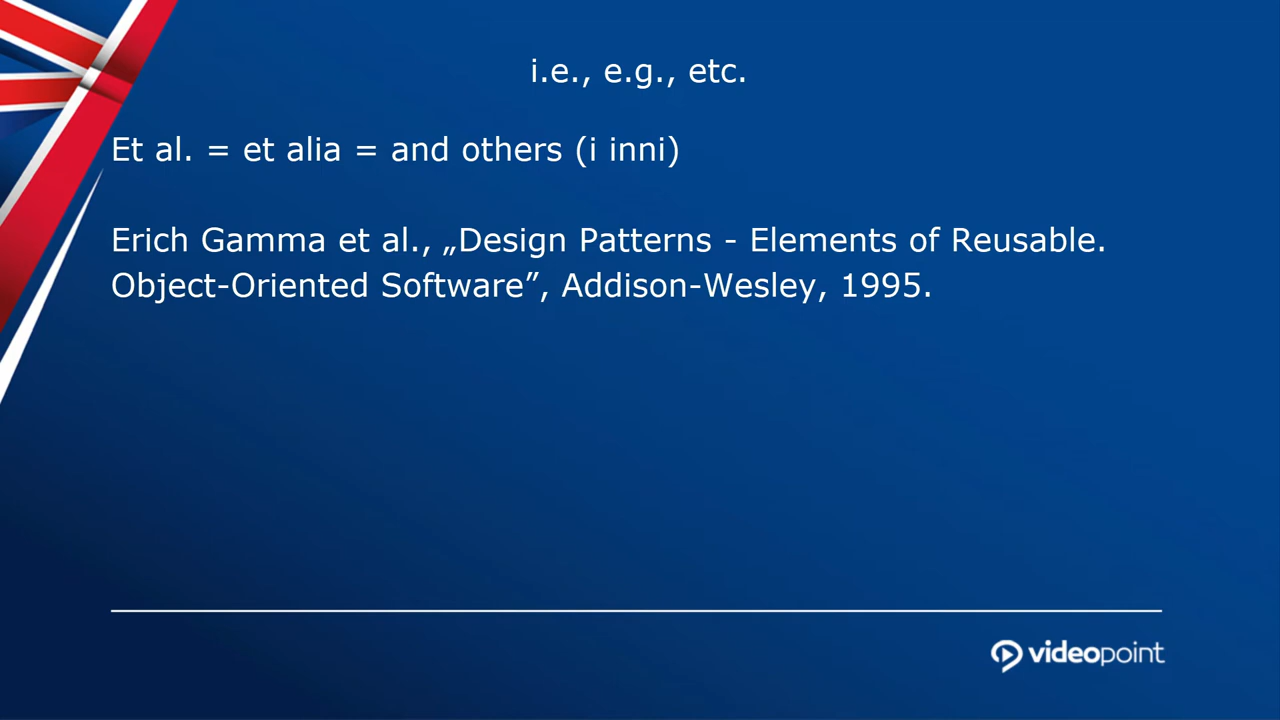 i.e., e.g., etc.
Et al. = et alia = and others (i inni)
Erich Gamma et al., „Design Patterns - Elements of Reusable.
Object-Oriented Software”, Addison-Wesley, 1995.
videopoint